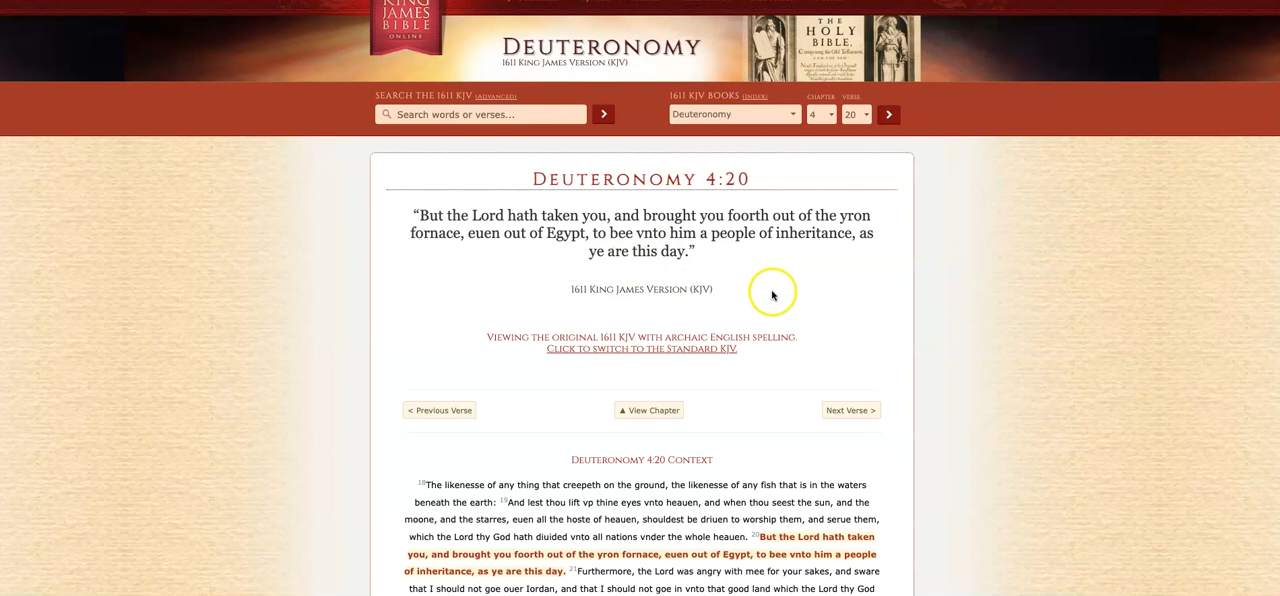 KING
JAMES
BIBLE
ONLINE
DEUTERONOMY
1611 KING JAMES VERSION (KJV)
THE
HOLY
BIBLE,
SEARCH THE 1611 KJV (ADVANCED)
1611 KJV BOOKS (INDEX)
CHAPTER
VERSE
Search words or verses...
Deuteronomy
4
20
DEUTERONOMY 4:20
“But the Lord hath taken you, and brought you foorth out of the yron
fornace, euen out of Egypt, to bee vnto him a people of inheritance, as
ye are this day.”
1611 KING JAMES VERSION (KJV)
VIEWING THE ORIGINAL 1611 KJV WITH ARCHAIC ENGLISH SPELLING.
CLICK TO SWITCH TO THE STANDARD KJV.
< Previous Verse
▲ View Chapter
Next Verse >
DEUTERONOMY 4:20 CONTEXT
18The likenesse of any thing that creepeth on the ground, the likenesse of any fish that is in the waters
beneath the earth: 19And lest thou lift vp thine eyes vnto heauen, and when thou seest the sun, and the
moone, and the starres, euen all the hoste of heauen, shouldest be driuen to worship them, and serue them,
which the Lord thy God hath diuided vnto all nations vnder the whole heauen. 20But the Lord hath taken
you, and brought you foorth out of the yron fornace, euen out of Egypt, to bee vnto him a people
of inheritance, as ye are this day. 21Furthermore, the Lord was angry with mee for your sakes, and sware
that I should not goe ouer Iordan, and that I should not goe in vnto that good land which the Lord thy God